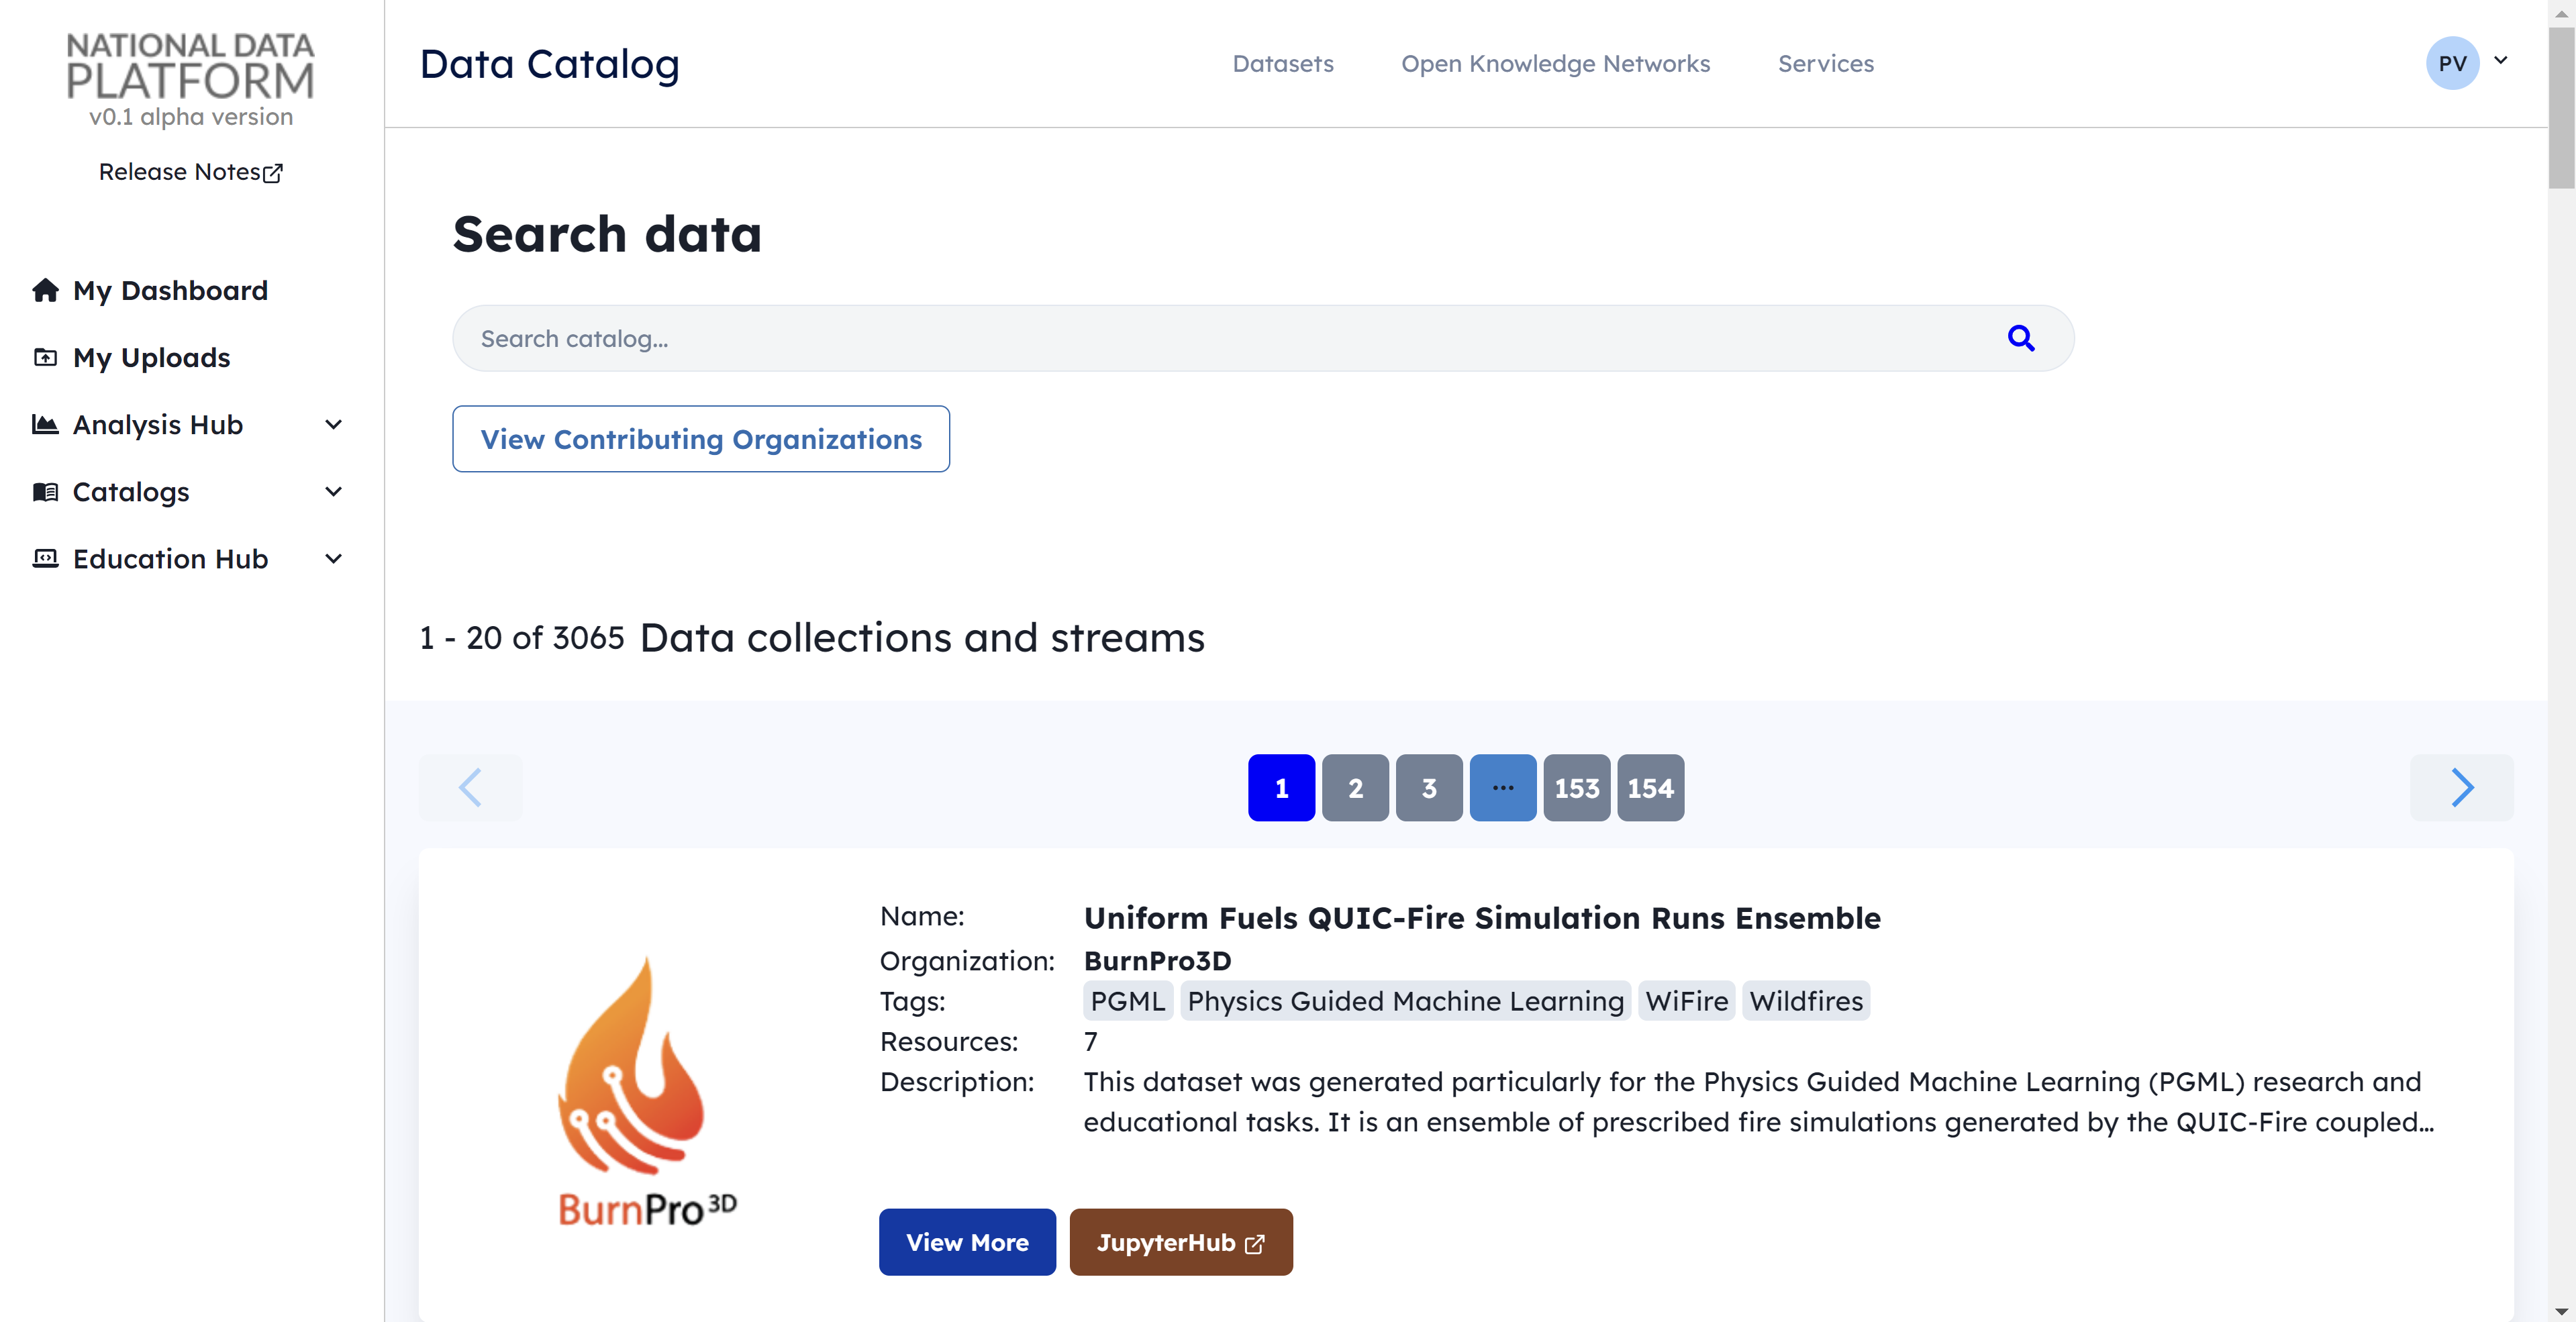 NATIONAL DATA
PLATFORM
v0.1 alpha version
Release Notes
My Dashboard
My Uploads
Analysis Hub
Catalogs
Education Hub
Data Catalog
Datasets
Open Knowledge Networks
Services
PV
Search data
Search catalog...
View Contributing Organizations
1 - 20 of 3065 Data collections and streams
1 2 3 ... 153 154
BurnPro3D
Name: Uniform Fuels QUIC-Fire Simulation Runs Ensemble
Organization: BurnPro3D
Tags: PGML Physics Guided Machine Learning WiFire Wildfires
Resources: 7
Description: This dataset was generated particularly for the Physics Guided Machine Learning (PGML) research and
educational tasks. It is an ensemble of prescribed fire simulations generated by the QUIC-Fire coupled...
View More
JupyterHub